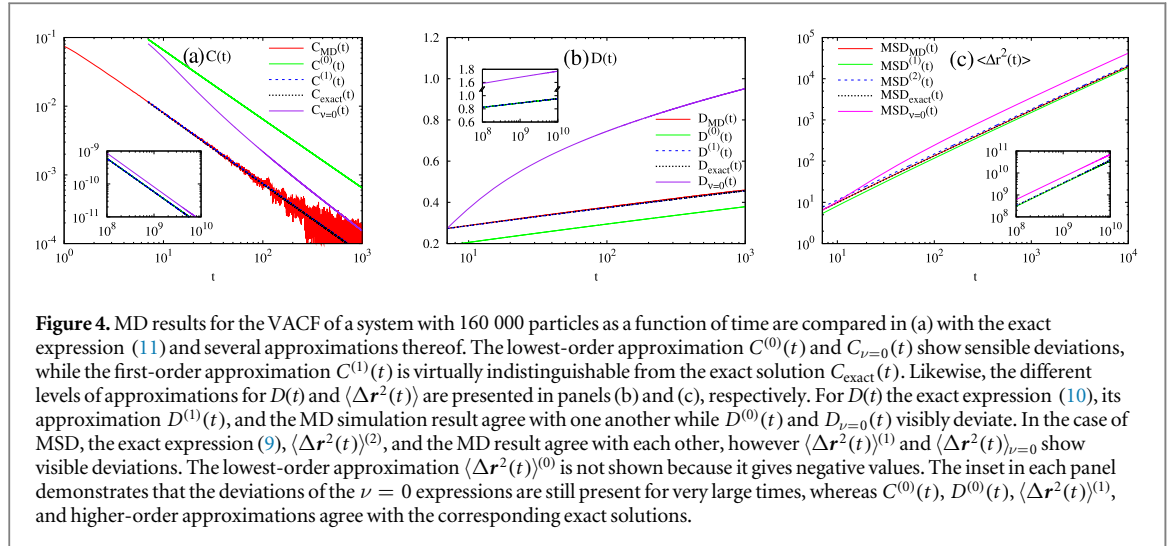 (a) C(t)
C_MD(t)
C^(0)(t)
C^(1)(t)
C_exact(t)
C_ν=0(t)
10^-1
10^-2
10^-3
10^-4
10^-9
10^-10
10^-11
10^8 10^9 10^10
10^0 10^1 10^2 10^3
t
(b) D(t)
1.2
1.0
0.8
0.6
0.4
0.2
1.8
1.6
1.0
0.8
0.6
10^8 10^9 10^10
D_MD(t)
D^(0)(t)
D^(1)(t)
D_exact(t)
D_ν=0(t)
10^1 10^2 10^3
t
(c) <Δr^2(t)>
MSD_MD(t)
MSD^(1)(t)
MSD^(2)(t)
MSD_exact(t)
MSD_ν=0(t)
10^5
10^4
10^3
10^2
10^1
10^0
10^11
10^10
10^9
10^8
10^8 10^9 10^10
10^1 10^2 10^3 10^4
t
Figure 4. MD results for the VACF of a system with 160 000 particles as a function of time are compared in (a) with the exact
expression (11) and several approximations thereof. The lowest-order approximation C^(0)(t) and C_ν=0(t) show sensible deviations,
while the first-order approximation C^(1)(t) is virtually indistinguishable from the exact solution C_exact(t). Likewise, the different
levels of approximations for D(t) and ⟨Δr^2(t)⟩ are presented in panels (b) and (c), respectively. For D(t) the exact expression (10), its
approximation D^(1)(t), and the MD simulation result agree with one another while D^(0)(t) and D_ν=0(t) visibly deviate. In the case of
MSD, the exact expression (9), ⟨Δr^2(t)⟩^(2), and the MD result agree with each other, however ⟨Δr^2(t)⟩^(1) and ⟨Δr^2(t)⟩_ν=0 show
visible deviations. The lowest-order approximation ⟨Δr^2(t)⟩^(0) is not shown because it gives negative values. The inset in each panel
demonstrates that the deviations of the ν = 0 expressions are still present for very large times, whereas C^(0)(t), D^(0)(t), ⟨Δr^2(t)⟩^(1),
and higher-order approximations agree with the corresponding exact solutions.